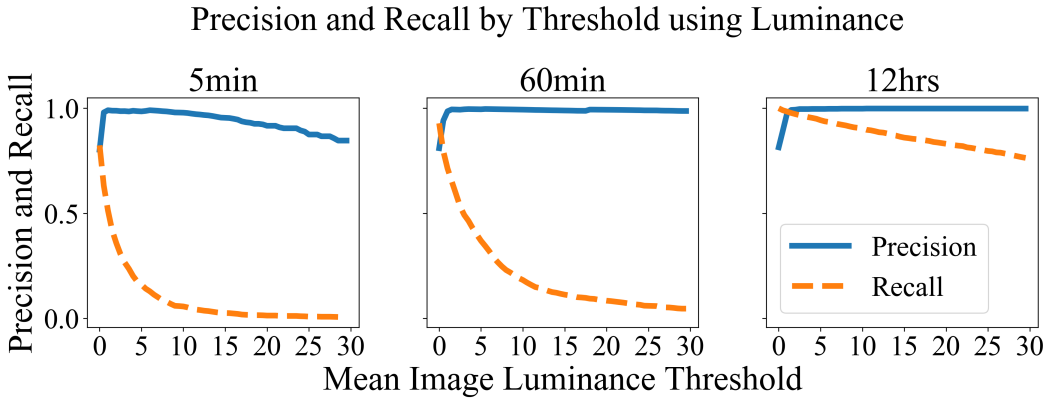 Precision and Recall by Threshold using Luminance
5min
60min
12hrs
Precision and Recall
1.0
0.5
0.0
0 5 10 15 20 25 30
0 5 10 15 20 25 30
0 5 10 15 20 25 30
Precision
Recall
Mean Image Luminance Threshold